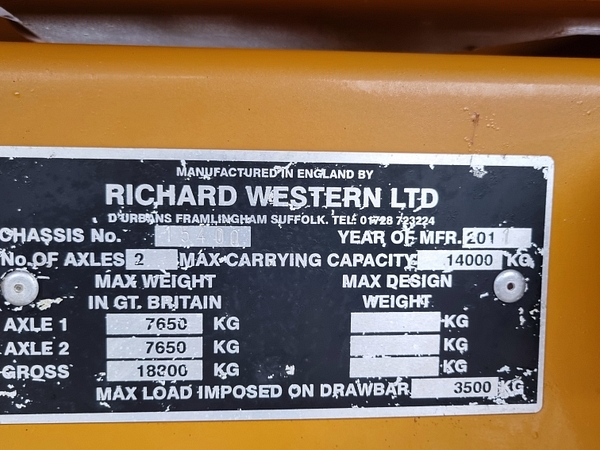 MANUFACTURED IN ENGLAND BY
RICHARD WESTERN LTD
D'URBANS FRAMLINGHAM SUFFOLK. TEL: 01728 723224
CHASSIS No. YEAR OF MFR. 2011
No. OF AXLES 2 MAX CARRYING CAPACITY 14000 KG
MAX WEIGHT MAX DESIGN
IN GT. BRITAIN WEIGHT
AXLE 1 7650 KG KG
AXLE 2 7650 KG KG
GROSS 18800 KG KG
MAX LOAD IMPOSED ON DRAWBAR 3500 KG